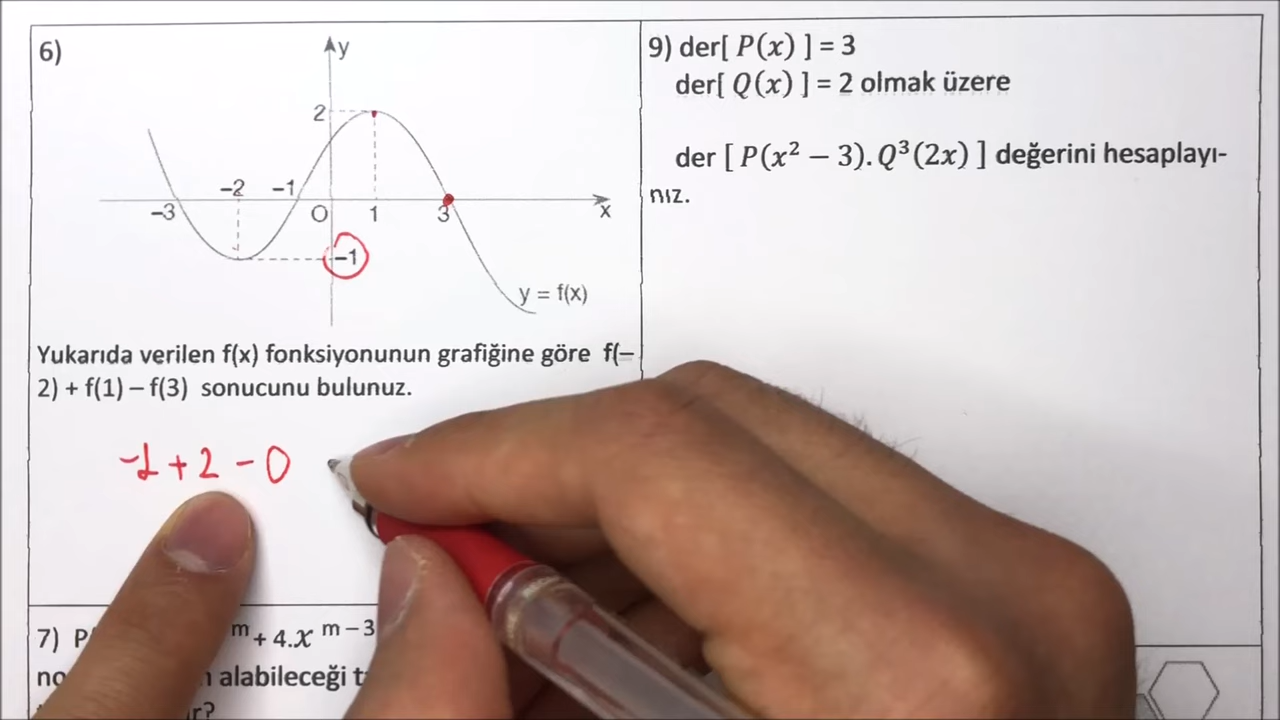 6)
y
2
-2 -1
-3 O 1 3 x
-1
y = f(x)
Yukarıda verilen f(x) fonksiyonunun grafiğine göre f(–
2) + f(1) – f(3) sonucunu bulunuz.
-1 + 2 - 0
7) P
m + 4.x m – 3
alabileceği
9) der[ P(x) ] = 3
der[ Q(x) ] = 2 olmak üzere
der [ P(x² − 3). Q³(2x) ] değerini hesaplayı-
nız.